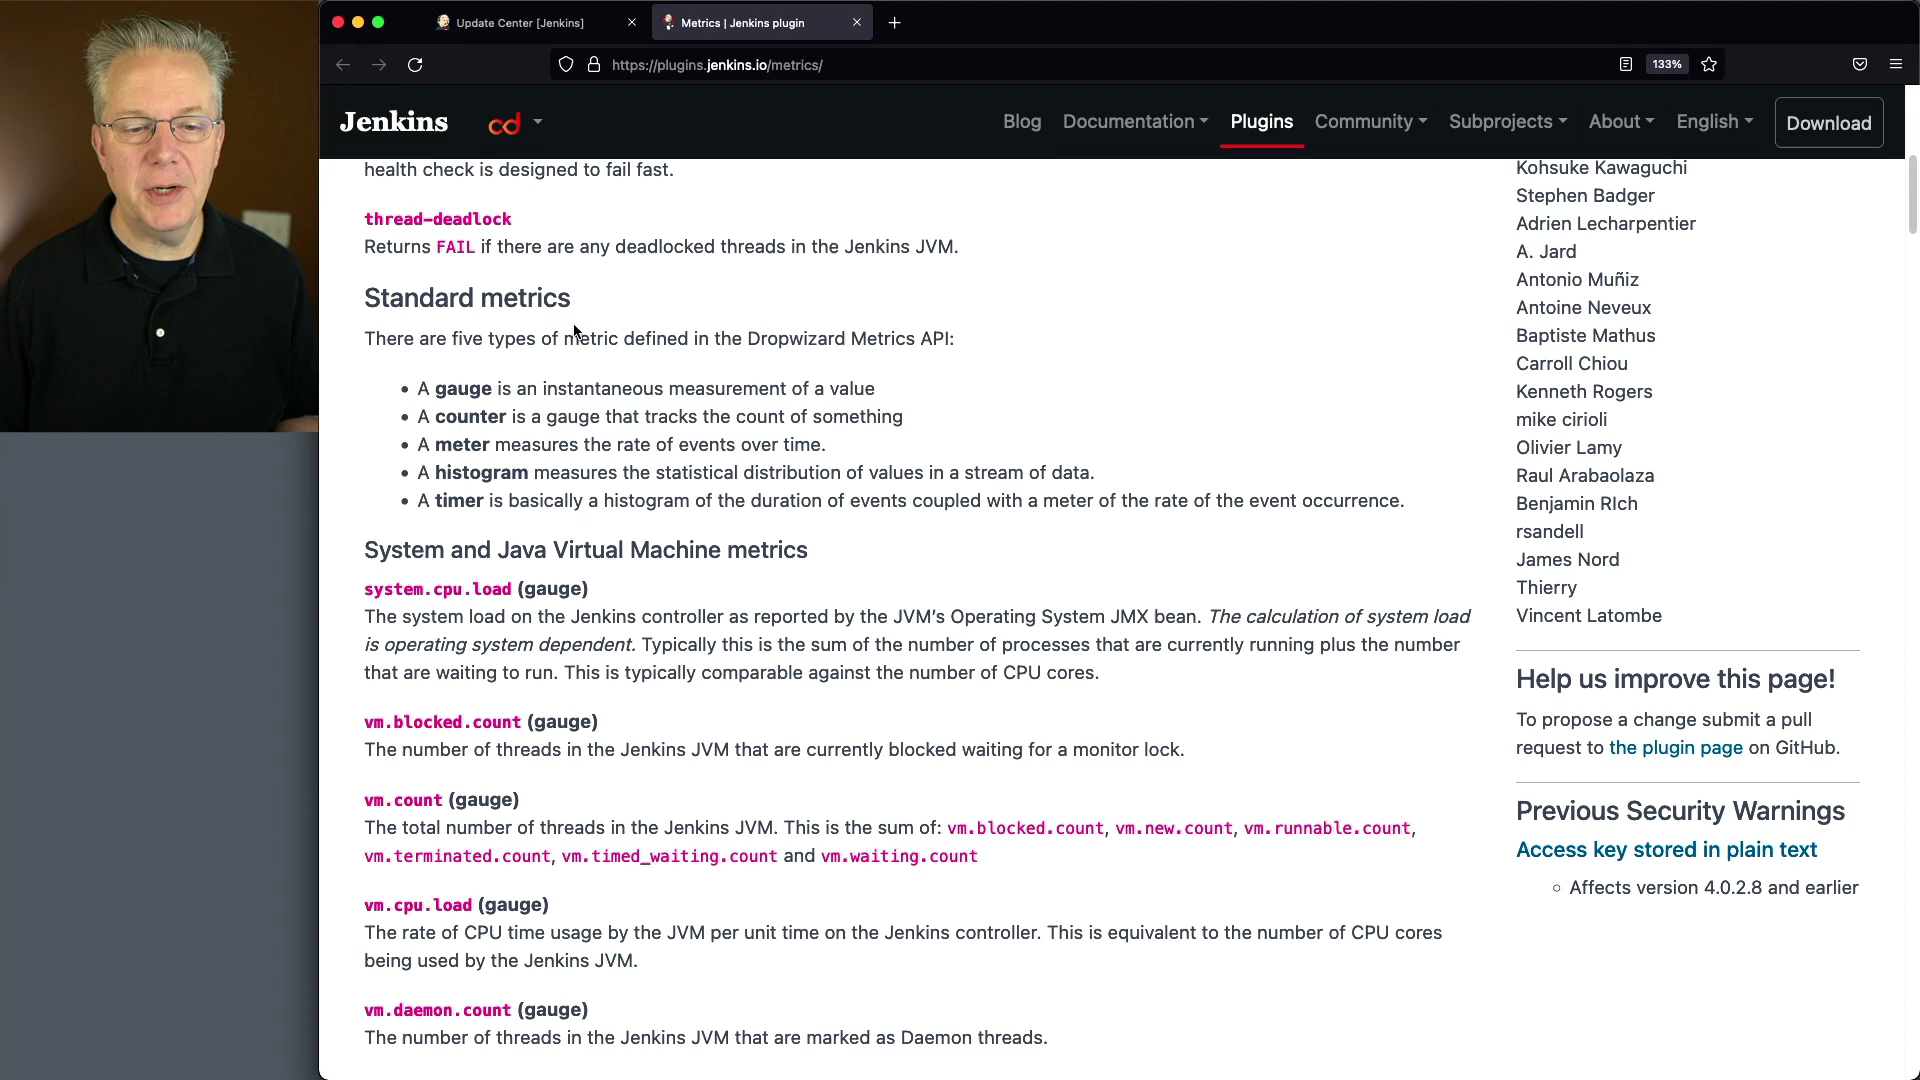 Update Center [Jenkins]
Metrics | Jenkins plugin
https://plugins.jenkins.io/metrics/
133%
Jenkins
cd
Blog
Documentation
Plugins
Community
Subprojects
About
English
Download
health check is designed to fail fast.
thread-deadlock
Returns FAIL if there are any deadlocked threads in the Jenkins JVM.
Standard metrics
There are five types of metric defined in the Dropwizard Metrics API:
• A gauge is an instantaneous measurement of a value
• A counter is a gauge that tracks the count of something
• A meter measures the rate of events over time.
• A histogram measures the statistical distribution of values in a stream of data.
• A timer is basically a histogram of the duration of events coupled with a meter of the rate of the event occurrence.
System and Java Virtual Machine metrics
system.cpu.load (gauge)
The system load on the Jenkins controller as reported by the JVM's Operating System JMX bean. The calculation of system load
is operating system dependent. Typically this is the sum of the number of processes that are currently running plus the number
that are waiting to run. This is typically comparable against the number of CPU cores.
vm.blocked.count (gauge)
The number of threads in the Jenkins JVM that are currently blocked waiting for a monitor lock.
vm.count (gauge)
The total number of threads in the Jenkins JVM. This is the sum of: vm.blocked.count, vm.new.count, vm.runnable.count,
vm.terminated.count, vm.timed_waiting.count and vm.waiting.count
vm.cpu.load (gauge)
The rate of CPU time usage by the JVM per unit time on the Jenkins controller. This is equivalent to the number of CPU cores
being used by the Jenkins JVM.
vm.daemon.count (gauge)
The number of threads in the Jenkins JVM that are marked as Daemon threads.
Kohsuke Kawaguchi
Stephen Badger
Adrien Lecharpentier
A. Jard
Antonio Muñiz
Antoine Neveux
Baptiste Mathus
Carroll Chiou
Kenneth Rogers
mike cirioli
Olivier Lamy
Raul Arabaolaza
Benjamin RIch
rsandell
James Nord
Thierry
Vincent Latombe
Help us improve this page!
To propose a change submit a pull
request to the plugin page on GitHub.
Previous Security Warnings
Access key stored in plain text
◦ Affects version 4.0.2.8 and earlier